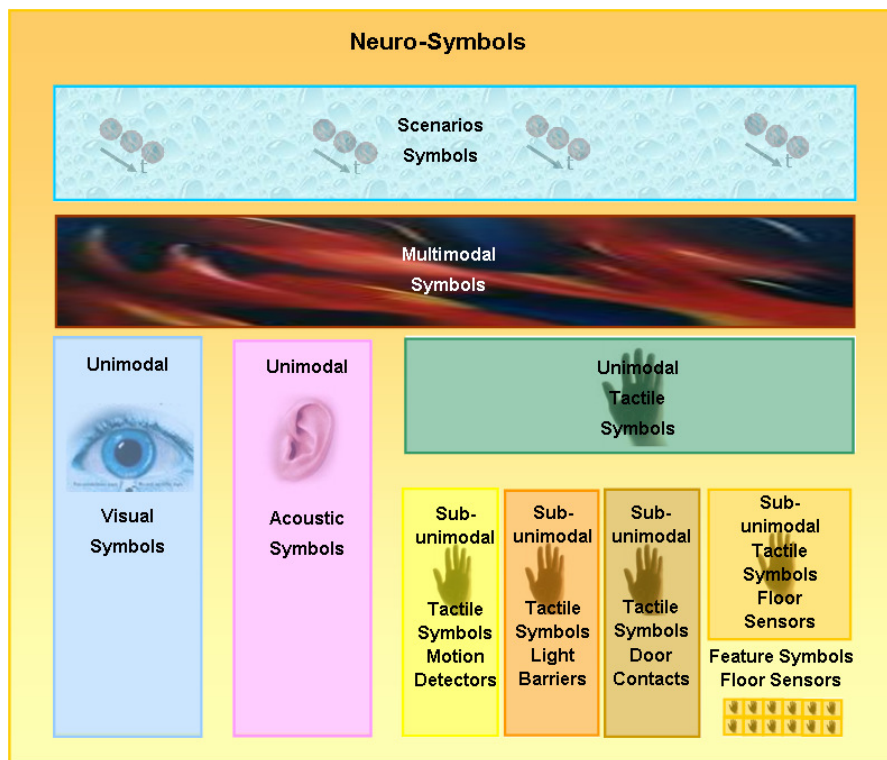 Neuro-Symbols
Scenarios
Symbols
t
t
t
t
Multimodal
Symbols
Unimodal
Visual
Symbols
Unimodal
Acoustic
Symbols
Unimodal
Tactile
Symbols
Sub-
unimodal
Tactile
Symbols
Motion
Detectors
Sub-
unimodal
Tactile
Symbols
Light
Barriers
Sub-
unimodal
Tactile
Symbols
Door
Contacts
Sub-
unimodal
Tactile
Symbols
Floor
Sensors
Feature Symbols
Floor Sensors